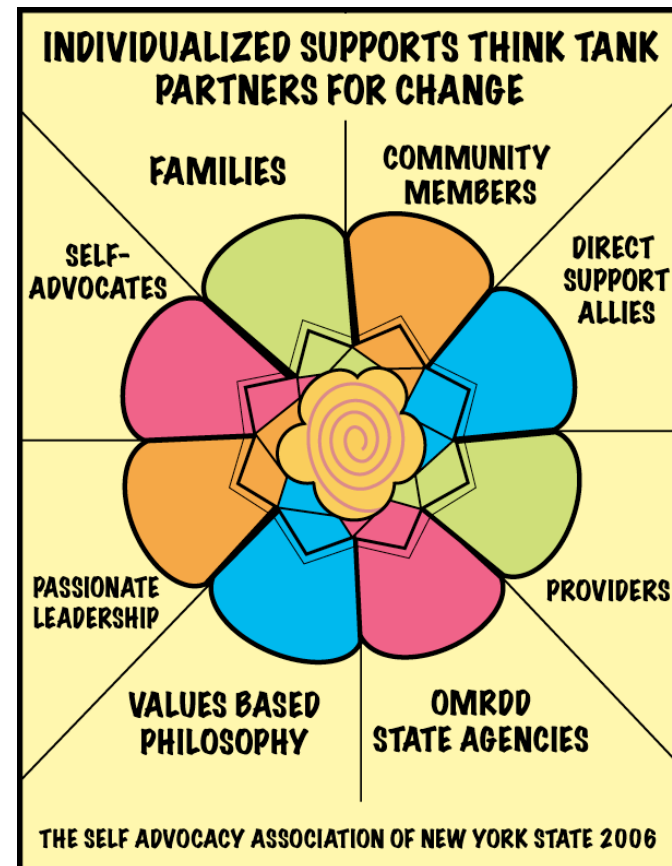 INDIVIDUALIZED SUPPORTS THINK TANK
PARTNERS FOR CHANGE
FAMILIES
COMMUNITY
MEMBERS
SELF-
ADVOCATES
DIRECT
SUPPORT
ALLIES
PASSIONATE
LEADERSHIP
PROVIDERS
VALUES BASED
PHILOSOPHY
OMRDD
STATE AGENCIES
THE SELF ADVOCACY ASSOCIATION OF NEW YORK STATE 2006